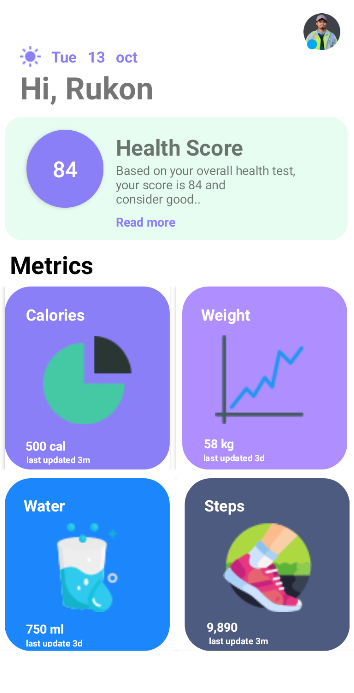 Tue 13 oct
Hi, Rukon
84
Health Score
Based on your overall health test,
your score is 84 and
consider good..
Read more
Metrics
Calories
500 cal
last updated 3m
Weight
58 kg
last updated 3d
Water
750 ml
last update 3d
Steps
9,890
last update 3m